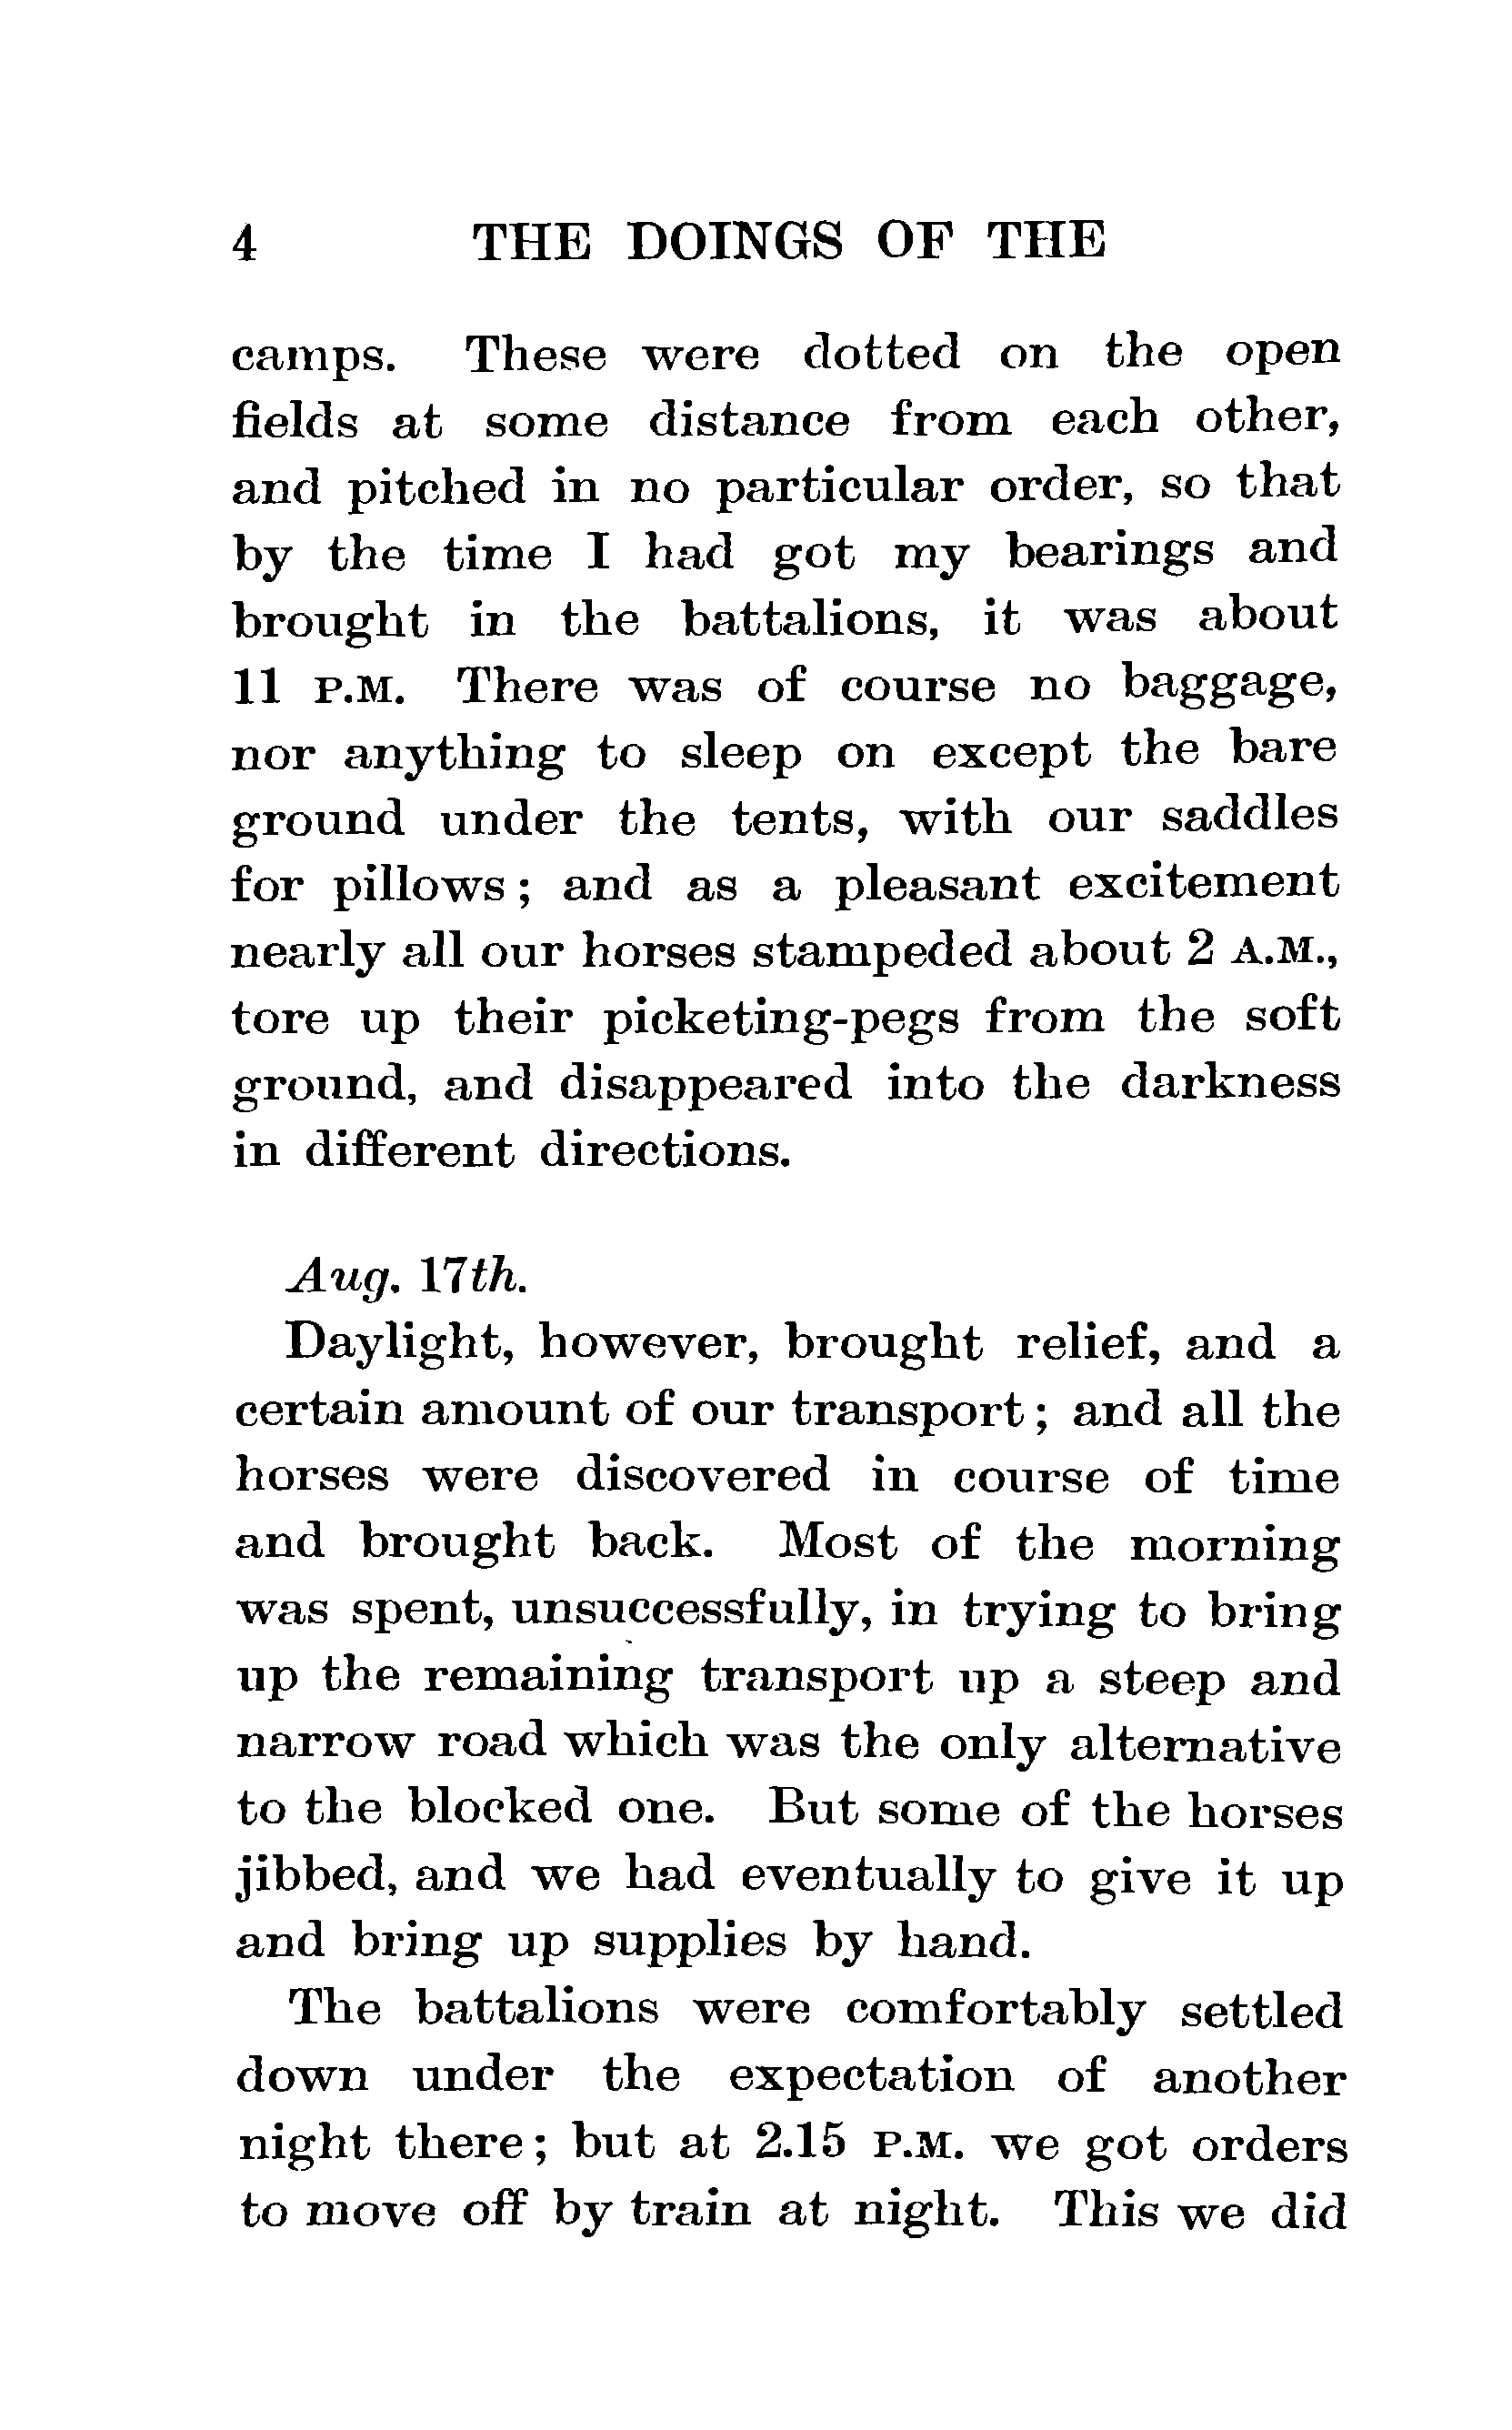 4 THE DOINGS OF THE
camps. These were dotted on the open
fields at some distance from each other,
and pitched in no particular order, so that
by the time I had got my bearings and
brought in the battalions, it was about
11 P.M. There was of course no baggage,
nor anything to sleep on except the bare
ground under the tents, with our saddles
for pillows; and as a pleasant excitement
nearly all our horses stampeded about 2 A.M.,
tore up their picketing-pegs from the soft
ground, and disappeared into the darkness
in different directions.
Aug. 17th.
Daylight, however, brought relief, and a
certain amount of our transport; and all the
horses were discovered in course of time
and brought back. Most of the morning
was spent, unsuccessfully, in trying to bring
up the remaining transport up a steep and
narrow road which was the only alternative
to the blocked one. But some of the horses
jibbed, and we had eventually to give it up
and bring up supplies by hand.
The battalions were comfortably settled
down under the expectation of another
night there; but at 2.15 P.M. we got orders
to move off by train at night. This we did